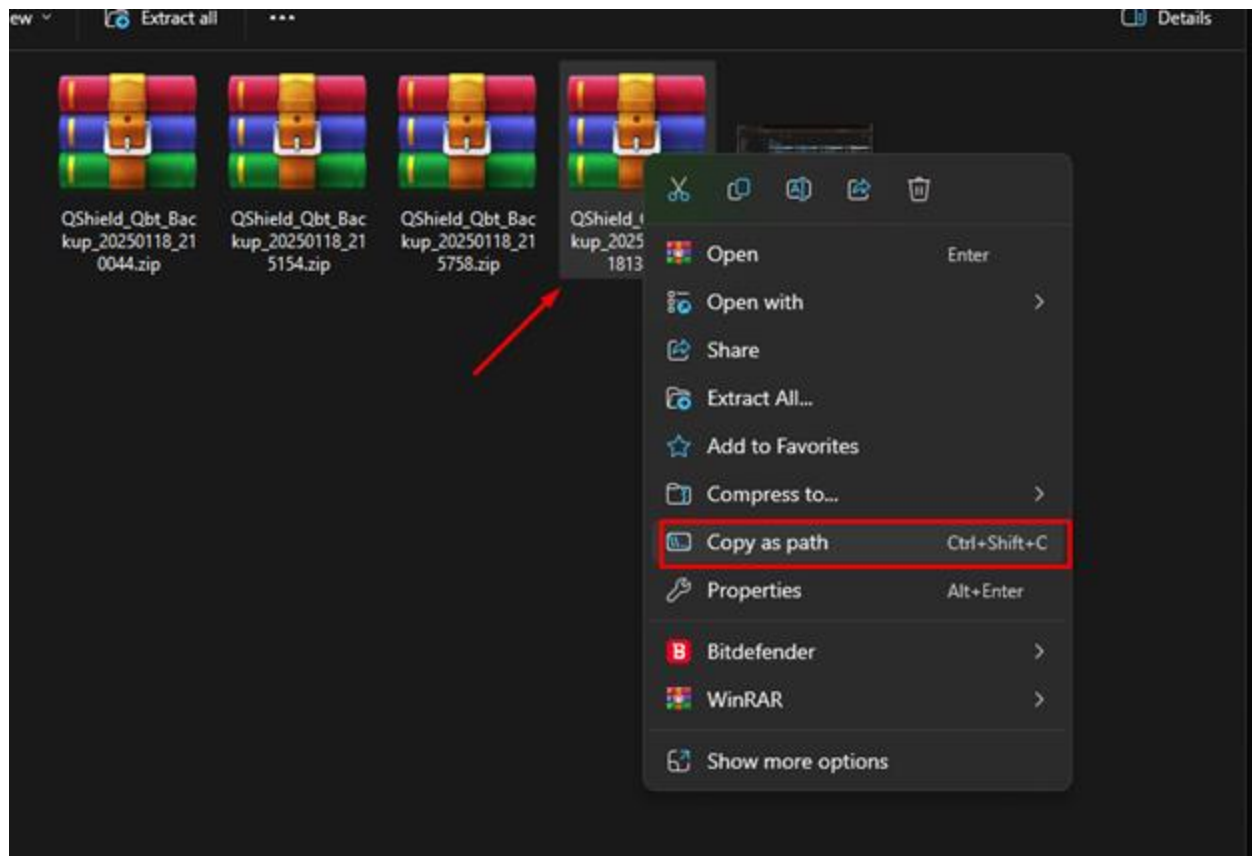 ew
Extract all
Details
QShield_Qbt_Bac
kup_20250118_21
0044.zip
QShield_Qbt_Bac
kup_20250118_21
5154.zip
QShield_Qbt_Bac
kup_20250118_21
5758.zip
QShield_
kup_2025
1813
Open Enter
Open with
Share
Extract All...
Add to Favorites
Compress to...
Copy as path Ctrl+Shift+C
Properties Alt+Enter
B Bitdefender
WinRAR
Show more options